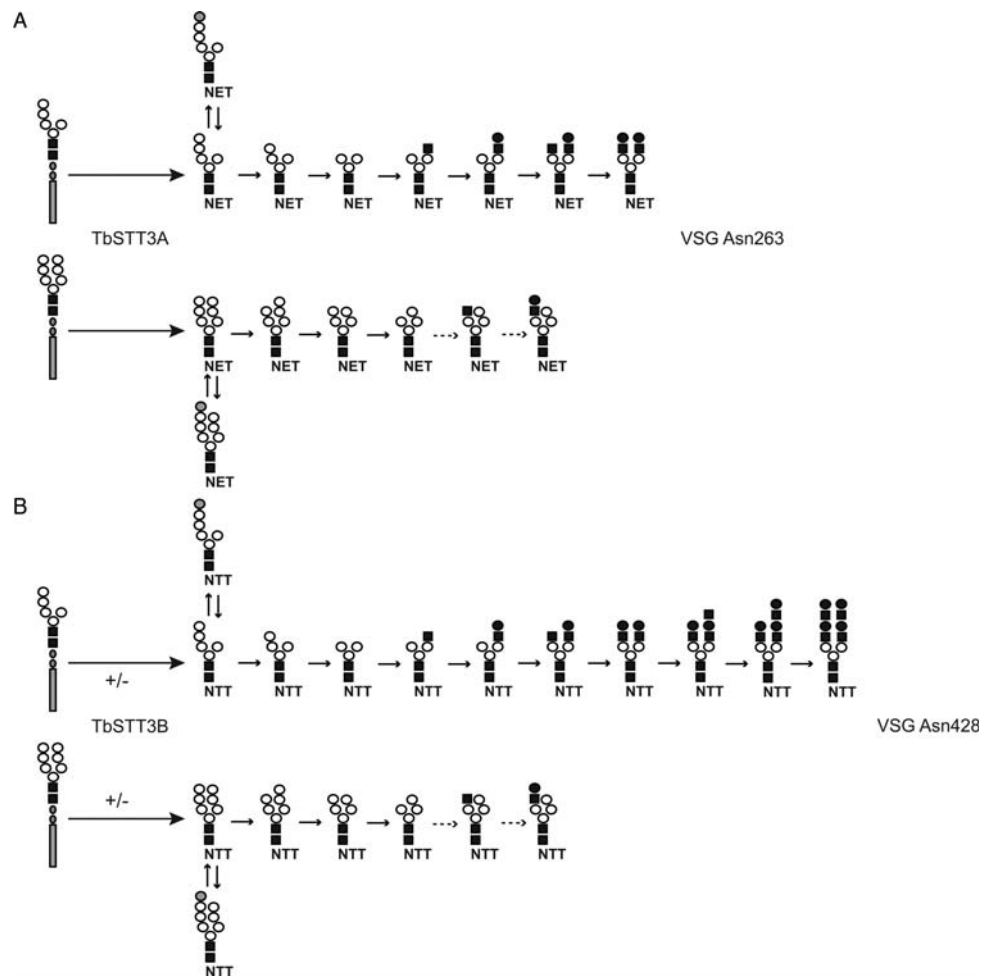 A
NET
NET NET NET NET NET NET NET
TbSTT3A
VSG Asn263
NET NET NET NET NET NET
NET
B
NTT
NTT NTT NTT NTT NTT NTT NTT NTT NTT NTT
+/-
TbSTT3B
VSG Asn428
+/-
NTT NTT NTT NTT NTT NTT
NTT